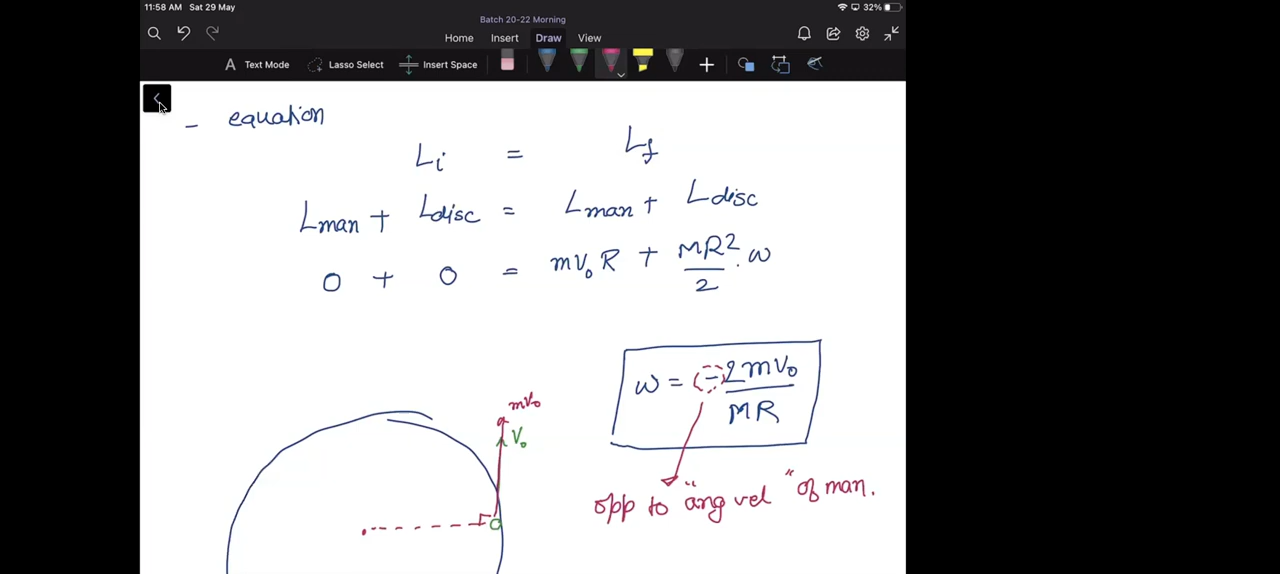 11:58 AM Sat 29 May 32%
Batch 20-22 Morning
Home Insert Draw View
A Text Mode Lasso Select Insert Space
- equation
Li = Lf
Lman + Ldisc = Lman + Ldisc
0 + 0 = mV₀R + MR²/2 . ω
ω = -2mV₀/MR
mV₀
V₀
opp to "ang vel" of man.